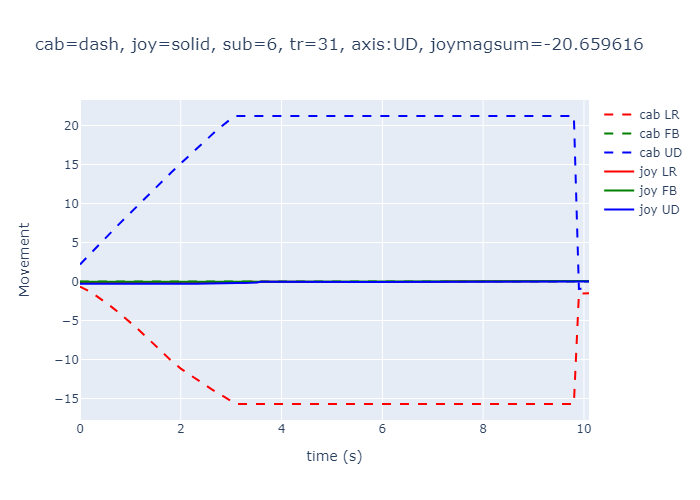 cab=dash, joy=solid, sub=6, tr=31, axis:UD, joymagsum=-20.659616
cab LR
cab FB
cab UD
joy LR
joy FB
joy UD
20
15
10
5
0
−5
−10
−15
Movement
0 2 4 6 8 10
time (s)